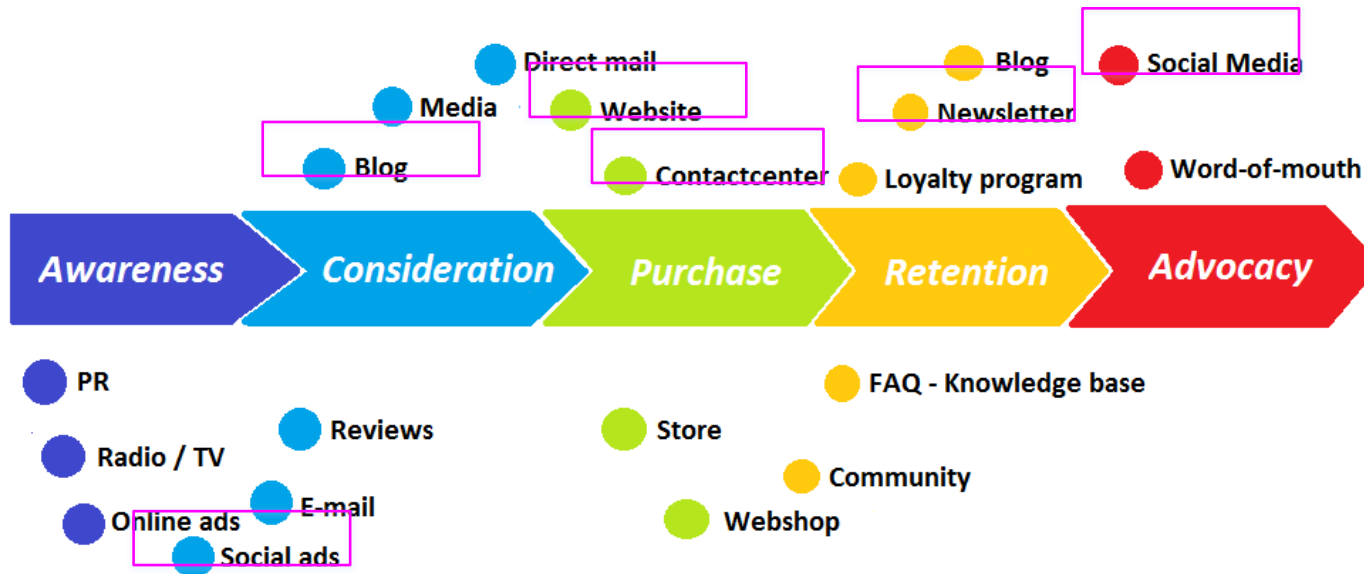 Direct mail
Blog
Social Media
Media
Website
Newsletter
Blog
Contactcenter
Loyalty program
Word-of-mouth
Awareness
Consideration
Purchase
Retention
Advocacy
PR
FAQ - Knowledge base
Reviews
Store
Radio / TV
Community
E-mail
Online ads
Webshop
Social ads